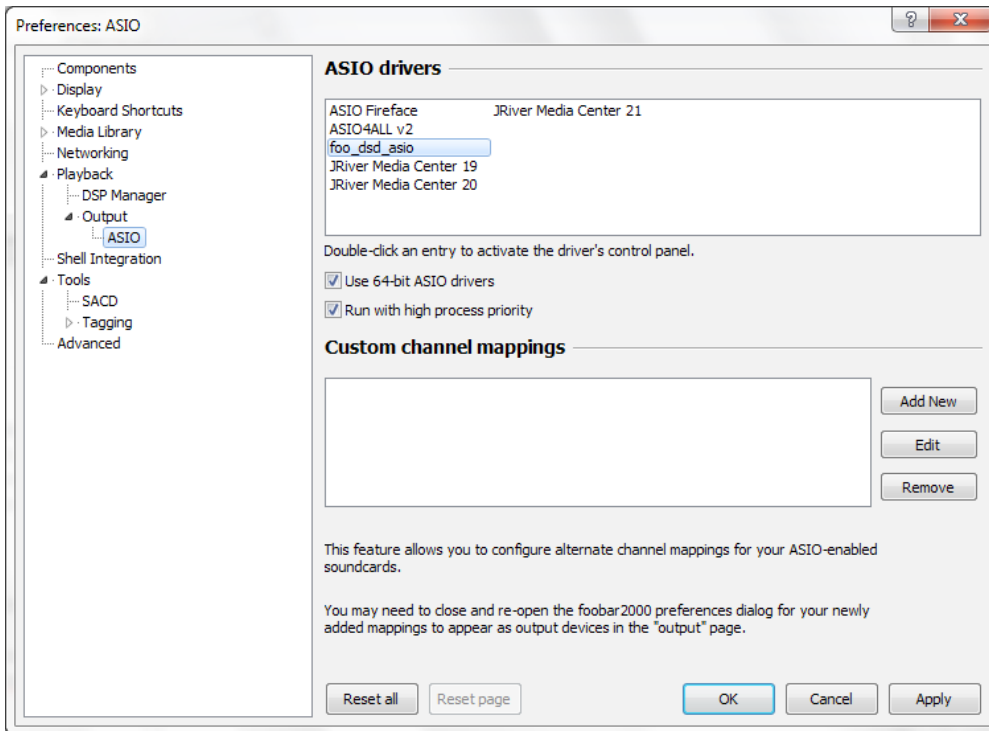 Preferences: ASIO
?
X
Components
Display
Keyboard Shortcuts
Media Library
Networking
Playback
DSP Manager
Output
ASIO
Shell Integration
Tools
SACD
Tagging
Advanced
ASIO drivers
ASIO Fireface JRiver Media Center 21
ASIO4ALL v2
foo_dsd_asio
JRiver Media Center 19
JRiver Media Center 20
Double-click an entry to activate the driver's control panel.
Use 64-bit ASIO drivers
Run with high process priority
Custom channel mappings
Add New
Edit
Remove
This feature allows you to configure alternate channel mappings for your ASIO-enabled
soundcards.
You may need to close and re-open the foobar2000 preferences dialog for your newly
added mappings to appear as output devices in the "output" page.
Reset all Reset page OK Cancel Apply